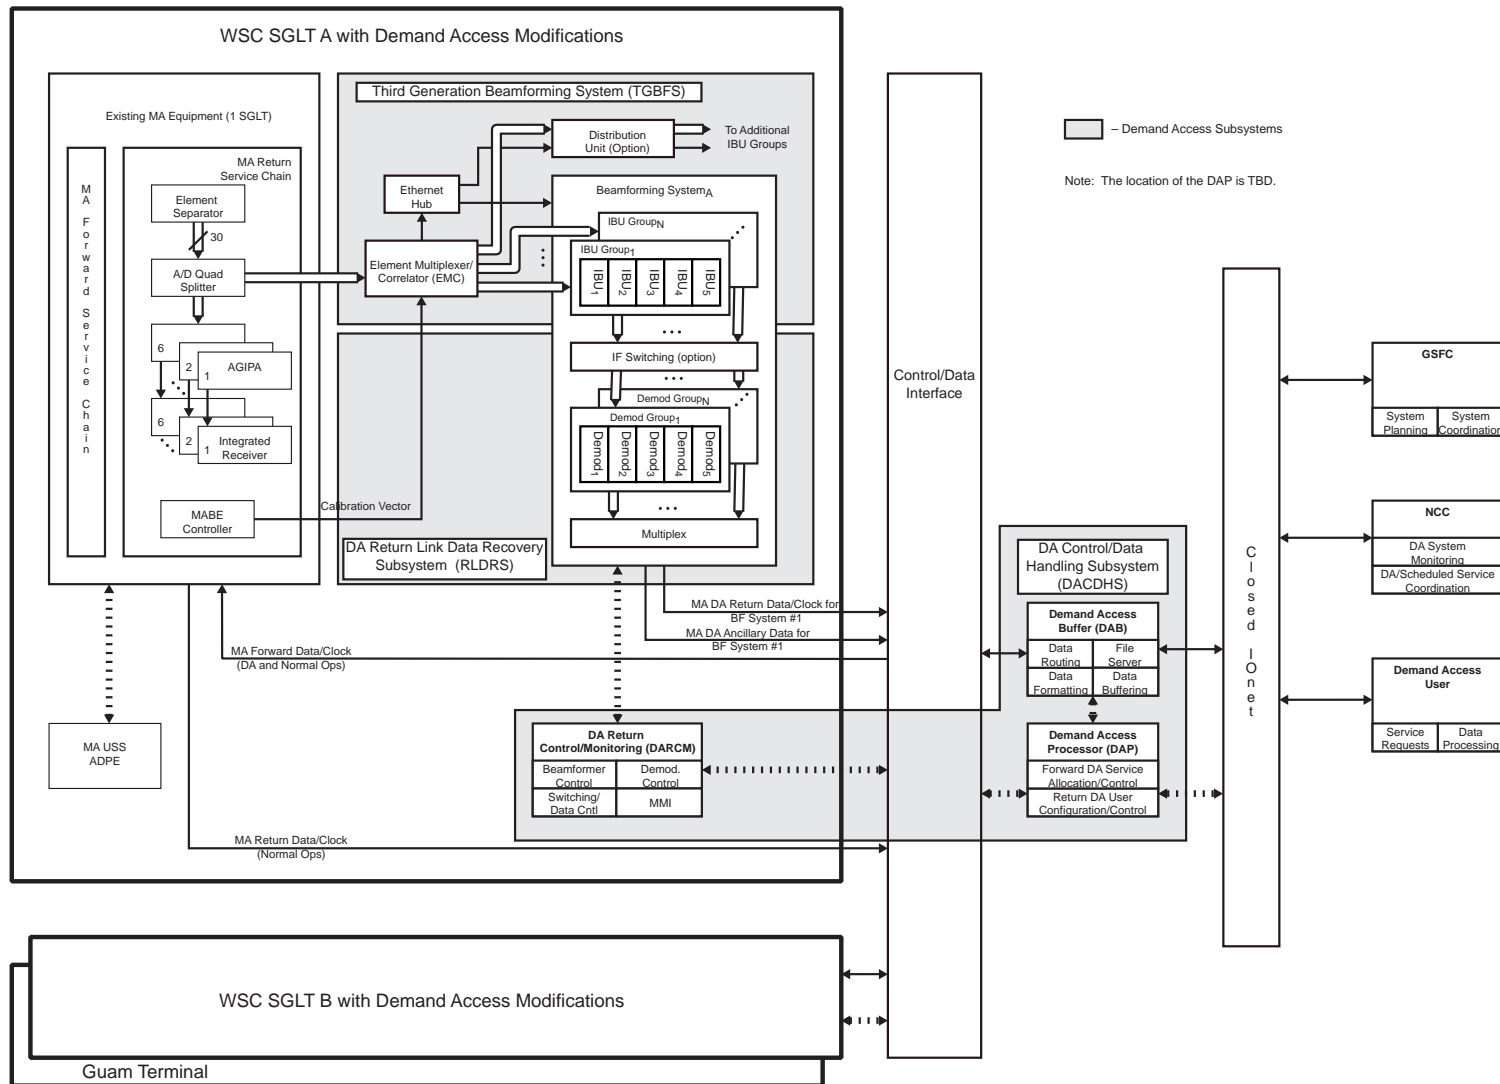 WSC SGLT A with Demand Access Modifications
Existing MA Equipment (1 SGLT)
MA Forward Service Chain
MA Return
Service Chain
Element
Separator
30
A/D Quad
Splitter
6
2
1
AGIPA
6
2
1
Integrated
Receiver
MABE
Controller
Calibration Vector
Third Generation Beamforming System (TGBFS)
Distribution
Unit (Option)
To Additional
IBU Groups
Ethernet
Hub
Element Multiplexer/
Correlator (EMC)
Beamforming SystemA
IBU GroupN
IBU Group1
IBU1
IBU2
IBU3
IBU4
IBU5
IF Switching (option)
Demod GroupN
Demod Group1
Demod1
Demod2
Demod3
Demod4
Demod5
Multiplex
DA Return Link Data Recovery
Subsystem (RLDRS)
MA DA Return Data/Clock for
BF System #1
MA DA Ancillary Data for
BF System #1
MA Forward Data/Clock
(DA and Normal Ops)
MA USS
ADPE
DA Return
Control/Monitoring (DARCM)
Beamformer
Control
Demod.
Control
Switching/
Data Cntl
MMI
MA Return Data/Clock
(Normal Ops)
WSC SGLT B with Demand Access Modifications
Guam Terminal
Control/Data
Interface
– Demand Access Subsystems
Note: The location of the DAP is TBD.
DA Control/Data
Handling Subsystem
(DACDHS)
Demand Access
Buffer (DAB)
Data
Routing
File
Server
Data
Formatting
Data
Buffering
Demand Access
Processor (DAP)
Forward DA Service
Allocation/Control
Return DA User
Configuration/Control
Closed IOnet
GSFC
System
Planning
System
Coordination
NCC
DA System
Monitoring
DA/Scheduled Service
Coordination
Demand Access
User
Service
Requests
Data
Processing